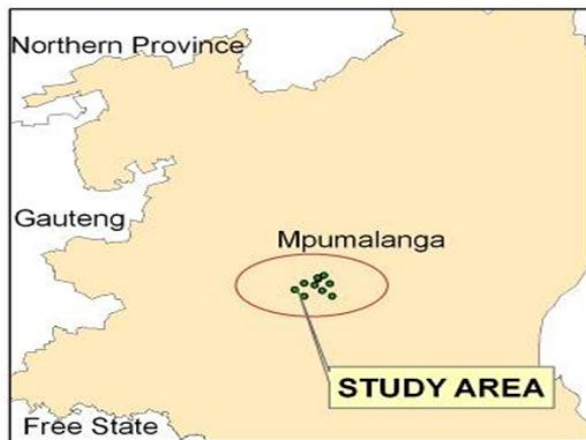 Northern Province
Gauteng
Mpumalanga
STUDY AREA
Free State